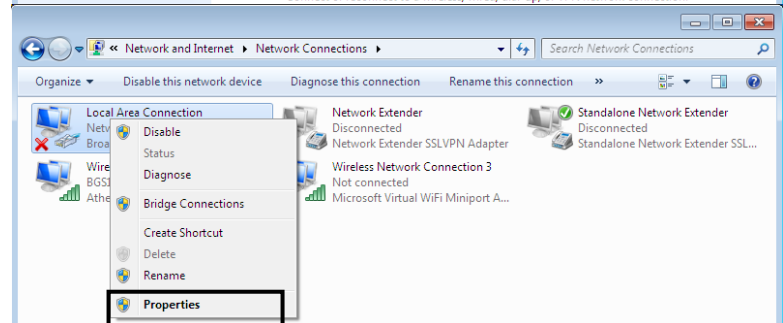 « Network and Internet ▸ Network Connections ▸
Search Network Connections
Organize ▾ Disable this network device Diagnose this connection Rename this connection »
Local Area Connection
Netw
Broa
Network Extender
Disconnected
Network Extender SSLVPN Adapter
Standalone Network Extender
Disconnected
Standalone Network Extender SSL...
Wire
Athe
Wireless Network Connection 3
Not connected
Microsoft Virtual WiFi Miniport A...
Disable
Status
Diagnose
Bridge Connections
Create Shortcut
Delete
Rename
Properties